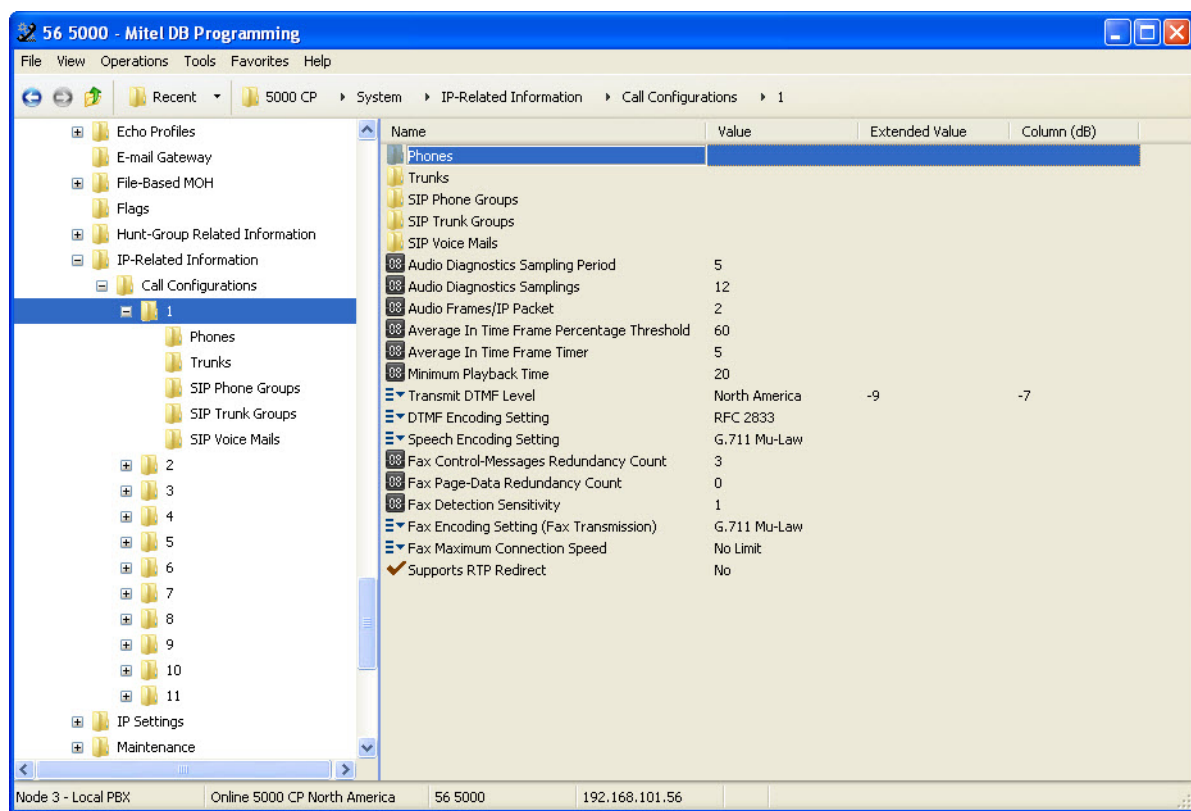 56 5000 - Mitel DB Programming
File View Operations Tools Favorites Help
Recent 5000 CP System IP-Related Information Call Configurations 1
Echo Profiles
E-mail Gateway
File-Based MOH
Flags
Hunt-Group Related Information
IP-Related Information
Call Configurations
1
Phones
Trunks
SIP Phone Groups
SIP Trunk Groups
SIP Voice Mails
2
3
4
5
6
7
8
9
10
11
IP Settings
Maintenance
Name Value Extended Value Column (dB)
Phones
Trunks
SIP Phone Groups
SIP Trunk Groups
SIP Voice Mails
Audio Diagnostics Sampling Period 5
Audio Diagnostics Samplings 12
Audio Frames/IP Packet 2
Average In Time Frame Percentage Threshold 60
Average In Time Frame Timer 5
Minimum Playback Time 20
Transmit DTMF Level North America -9 -7
DTMF Encoding Setting RFC 2833
Speech Encoding Setting G.711 Mu-Law
Fax Control-Messages Redundancy Count 3
Fax Page-Data Redundancy Count 0
Fax Detection Sensitivity 1
Fax Encoding Setting (Fax Transmission) G.711 Mu-Law
Fax Maximum Connection Speed No Limit
Supports RTP Redirect No
Node 3 - Local PBX Online 5000 CP North America 56 5000 192.168.101.56